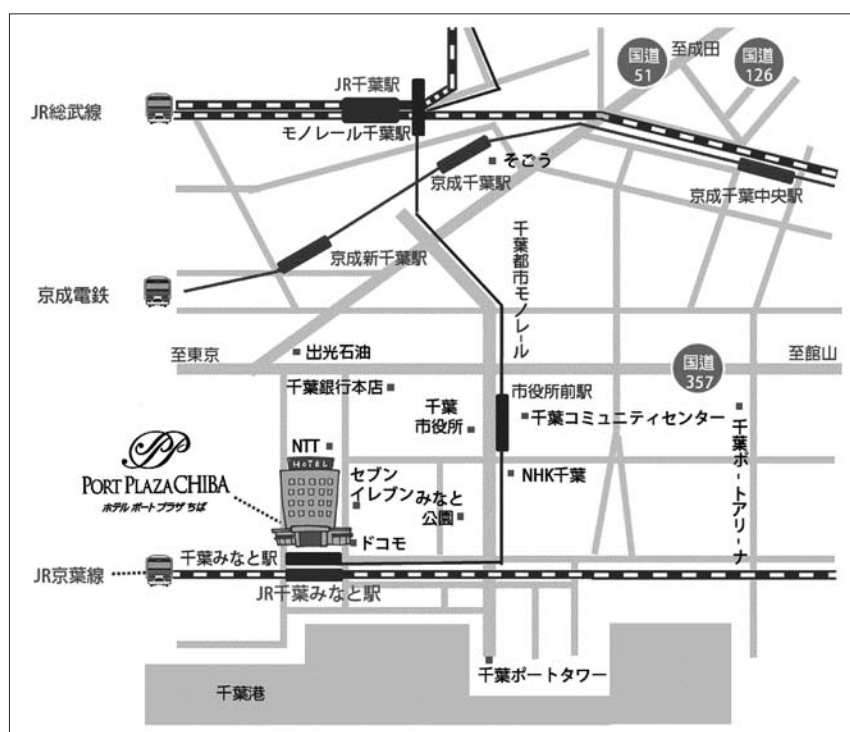 国道
51
至成田
国道
126
JR千葉駅
JR総武線
モノレール千葉駅
そごう
京成千葉駅
京成千葉中央駅
千葉都市モノレール
京成新千葉駅
京成電鉄
至東京
出光石油
国道
357
至館山
千葉銀行本店
市役所前駅
千葉
市役所
千葉コミュニティセンター
千葉ポートアリーナ
NTT
HOTEL
PORT PLAZA CHIBA
ホテル ポートプラザ ちば
セブン
イレブン
みなと
公園
NHK千葉
ドコモ
千葉みなと駅
JR京葉線
JR千葉みなと駅
千葉ポートタワー
千葉港